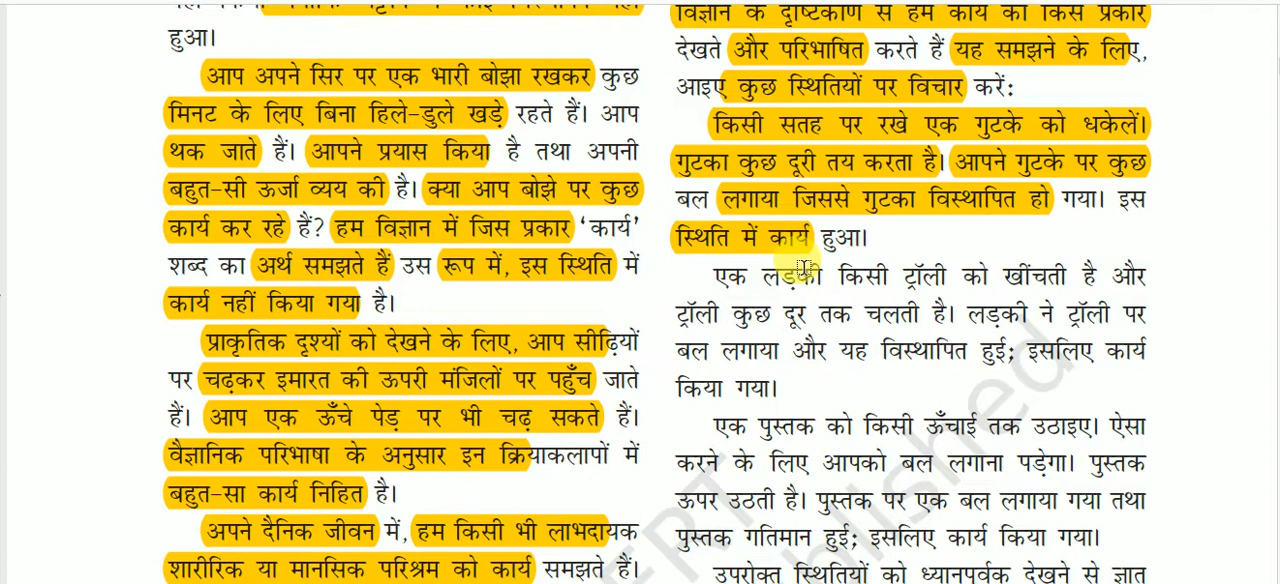 हुआ।
आप अपने सिर पर एक भारी बोझा रखकर कुछ
मिनट के लिए बिना हिले-डुले खड़े रहते हैं। आप
थक जाते हैं। आपने प्रयास किया है तथा अपनी
बहुत-सी ऊर्जा व्यय की है। क्या आप बोझे पर कुछ
कार्य कर रहे हैं? हम विज्ञान में जिस प्रकार ‘कार्य’
शब्द का अर्थ समझते हैं उस रूप में, इस स्थिति में
कार्य नहीं किया गया है।
प्राकृतिक दृश्यों को देखने के लिए, आप सीढ़ियों
पर चढ़कर इमारत की ऊपरी मंजिलों पर पहुँच जाते
हैं। आप एक ऊँचे पेड़ पर भी चढ़ सकते हैं।
वैज्ञानिक परिभाषा के अनुसार इन क्रियाकलापों में
बहुत-सा कार्य निहित है।
अपने दैनिक जीवन में, हम किसी भी लाभदायक
शारीरिक या मानसिक परिश्रम को कार्य समझते हैं।
विज्ञान के दृष्टिकोण से हम कार्य को किस प्रकार
देखते और परिभाषित करते हैं यह समझने के लिए,
आइए कुछ स्थितियों पर विचार करें:
किसी सतह पर रखे एक गुटके को धकेलें।
गुटका कुछ दूरी तय करता है। आपने गुटके पर कुछ
बल लगाया जिससे गुटका विस्थापित हो गया। इस
स्थिति में कार्य हुआ।
एक लड़की किसी ट्रॉली को खींचती है और
ट्रॉली कुछ दूर तक चलती है। लड़की ने ट्रॉली पर
बल लगाया और यह विस्थापित हुई; इसलिए कार्य
किया गया।
एक पुस्तक को किसी ऊँचाई तक उठाइए। ऐसा
करने के लिए आपको बल लगाना पड़ेगा। पुस्तक
ऊपर उठती है। पुस्तक पर एक बल लगाया गया तथा
पुस्तक गतिमान हुई; इसलिए कार्य किया गया।
उपरोक्त स्थितियों को ध्यानपूर्वक देखने से ज्ञात